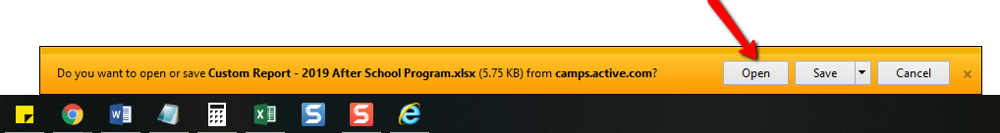 Do you want to open or save Custom Report - 2019 After School Program.xlsx (5.75 KB) from camps.active.com? Open Save Cancel ×